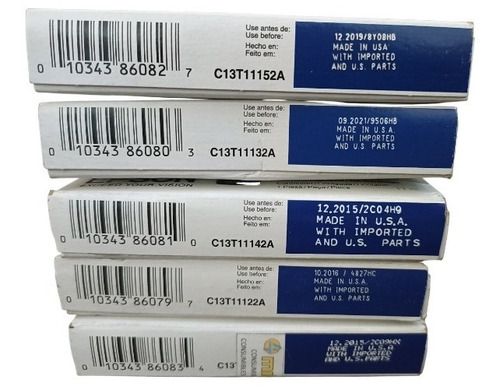 0 10343 86082 7
Use antes de:
Use before:
Hecho en:
Feito em:
C13T11152A
12.2019/8Y08HB
MADE IN USA
WITH IMPORTED
AND U.S. PARTS
0 10343 86080 3
Use antes de:
Use before:
Hecho en:
Feito em:
C13T11132A
09.2021/9506HB
MADE IN U.S.A.
WITH IMPORTED
AND U.S. PARTS
EXCEED YOUR VISION
0 10343 86081 0
Use antes de:
Use before:
Hecho en:
Feito em:
C13T11142A
12.2015/2C04HQ
MADE IN U.S.A.
WITH IMPORTED
AND U.S. PARTS
0 10343 86079 7
Use antes de:
Use before:
Hecho en:
Feito em:
C13T11122A
10.2016 / 4827HC
MADE IN U.S.A.
WITH IMPORTED
AND U.S. PARTS
0 10343 86083 4
C13T
12.2015/2C09HX
MADE IN U.S.A
WITH IMPORTED
AND U.S. PARTS